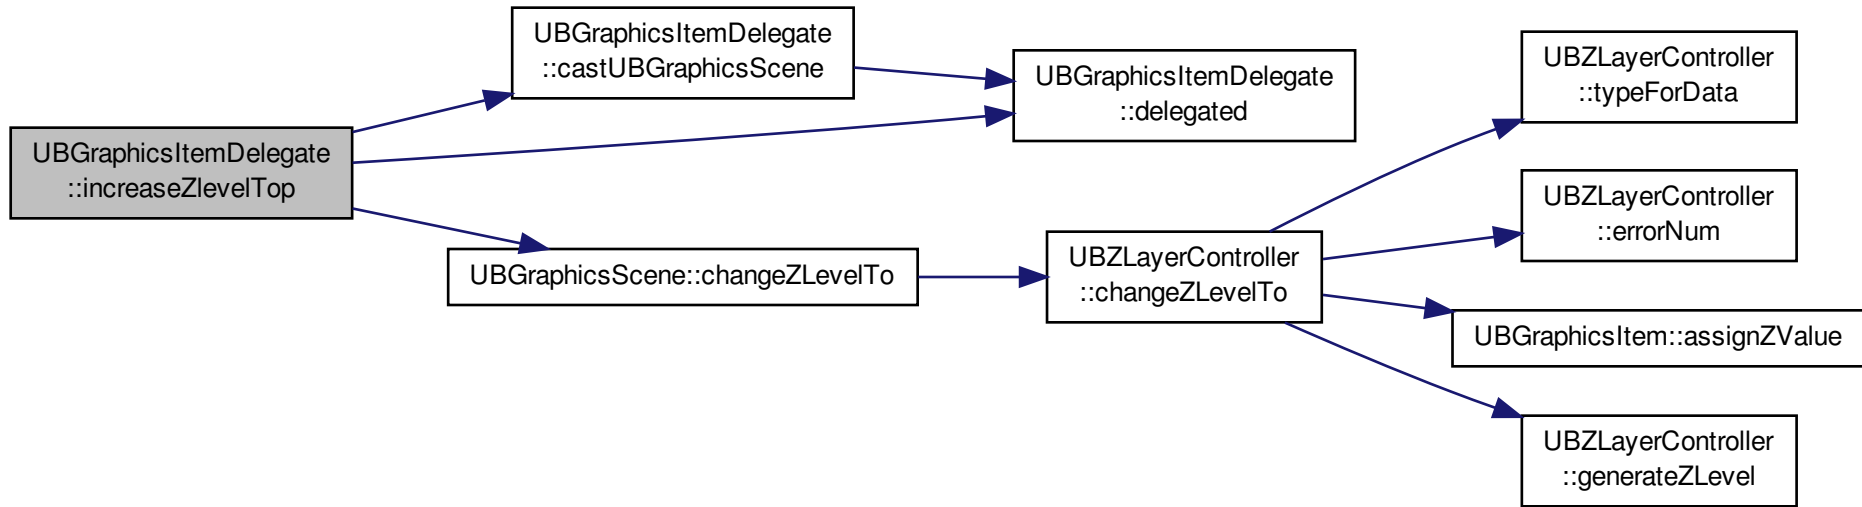 UBGraphicsItemDelegate
::increaseZlevelTop
UBGraphicsItemDelegate
::castUBGraphicsScene
UBGraphicsItemDelegate
::delegated
UBGraphicsScene::changeZLevelTo
UBZLayerController
::changeZLevelTo
UBZLayerController
::typeForData
UBZLayerController
::errorNum
UBGraphicsItem::assignZValue
UBZLayerController
::generateZLevel